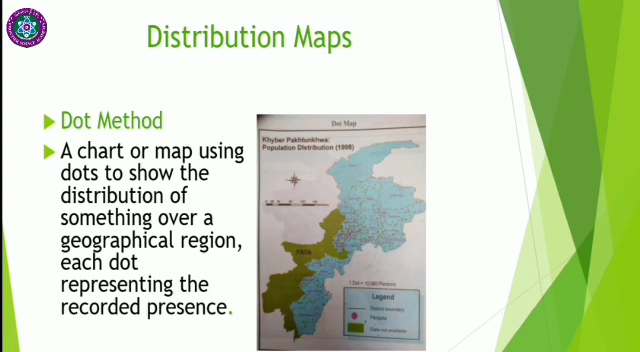 Distribution Maps
Dot Method
A chart or map using
dots to show the
distribution of
something over a
geographical region,
each dot
representing the
recorded presence.
Dot Map
Khyber Pakhtunkhwa:
Population Distribution (1998)
FATA
1 Dot = 10,000 Persons
Legend
District boundary
Persons
Data not available